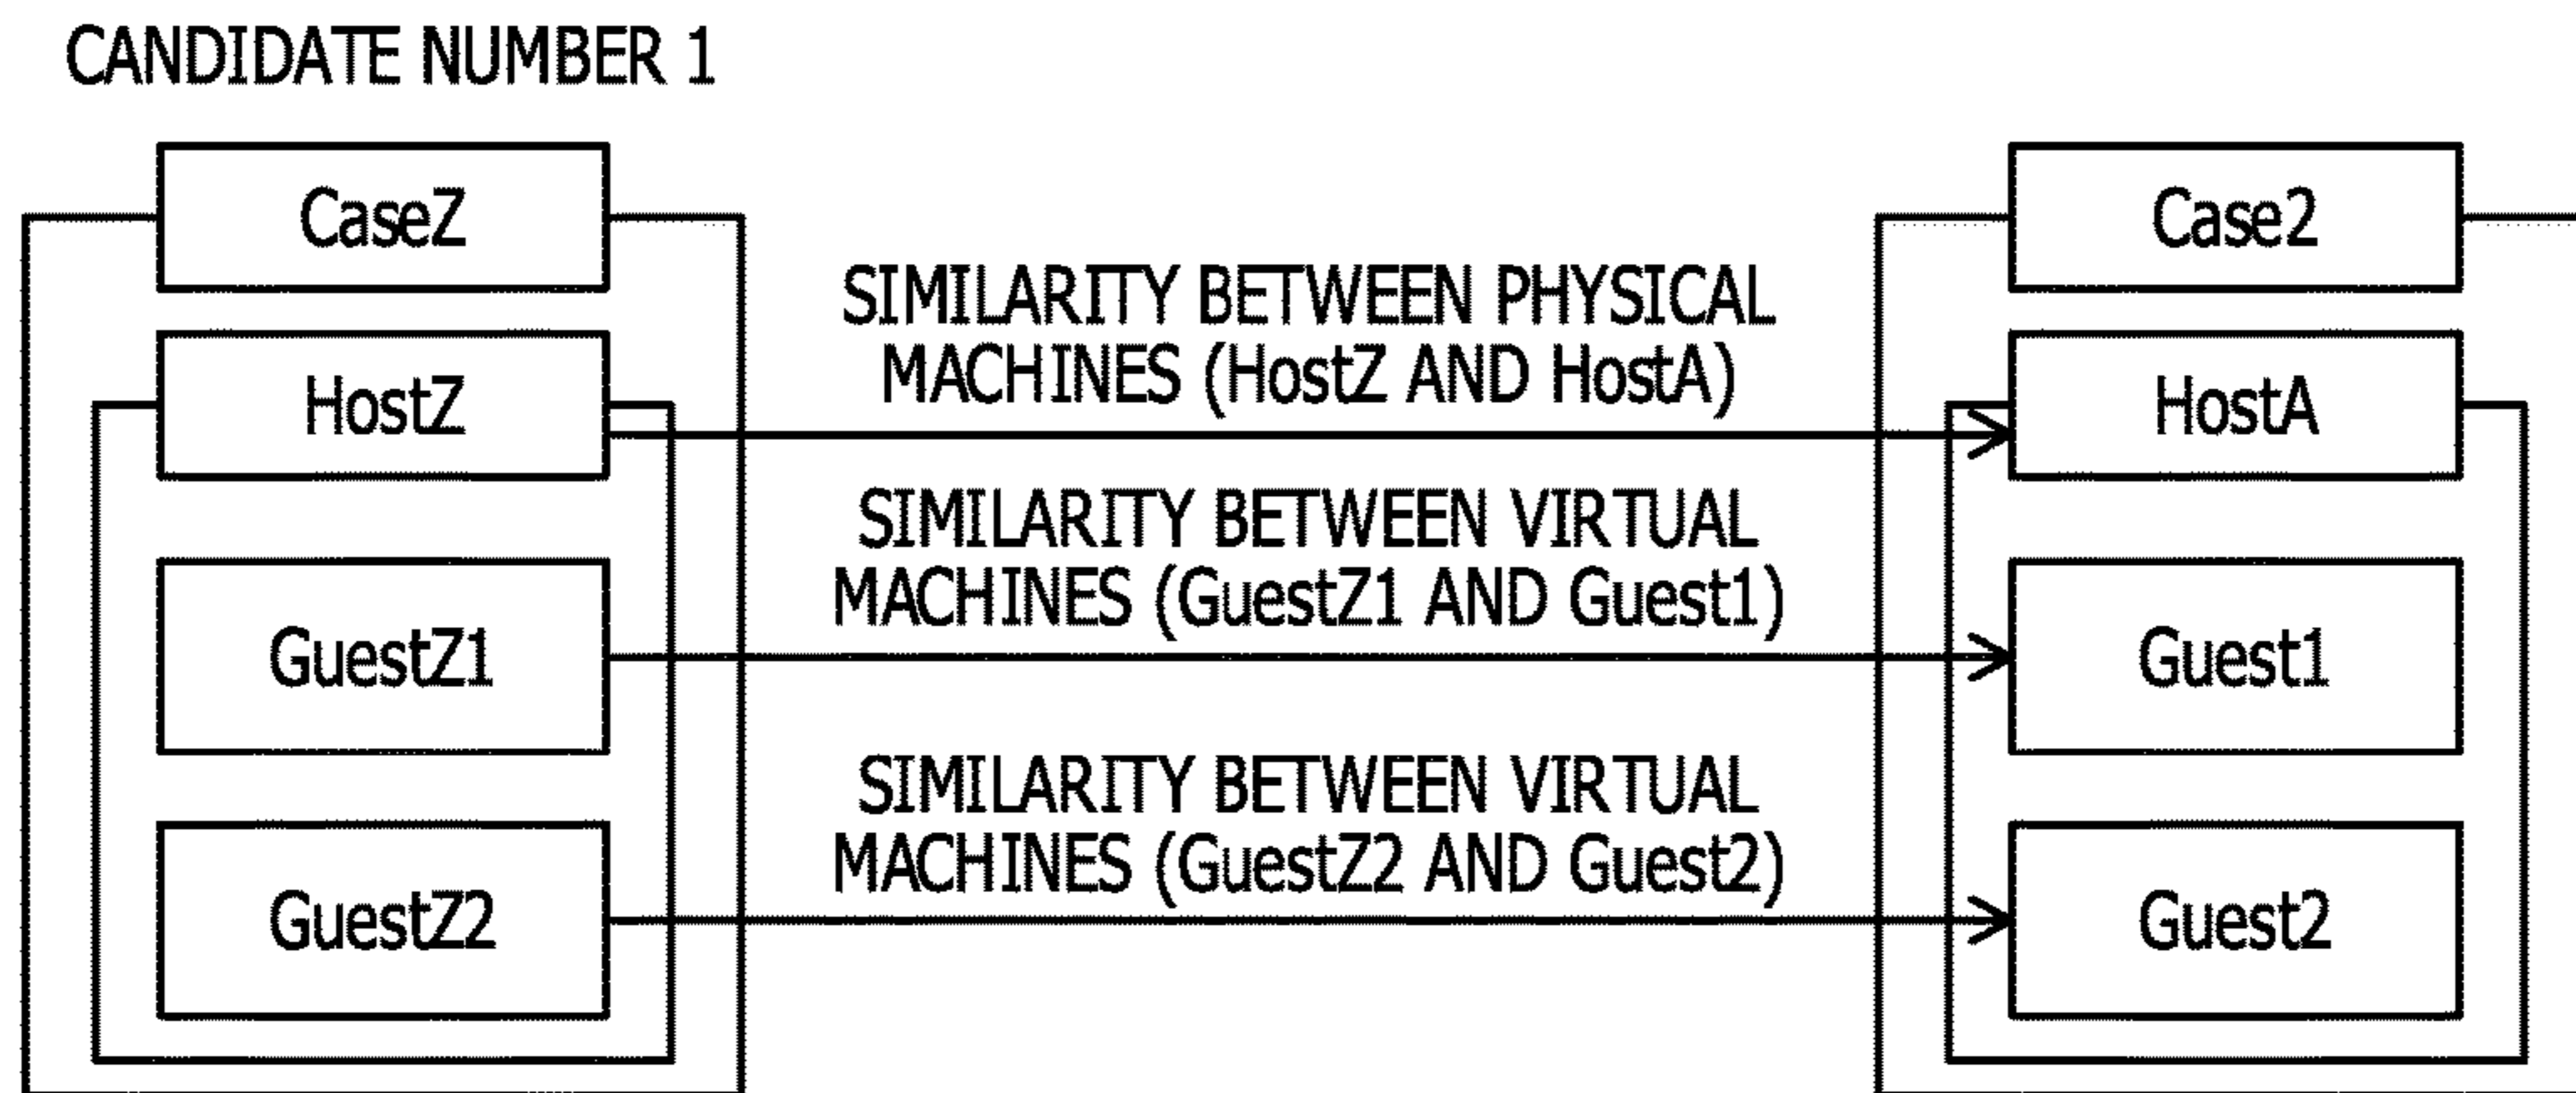 CANDIDATE NUMBER 1
CaseZ
Case2
SIMILARITY BETWEEN PHYSICAL
MACHINES (HostZ AND HostA)
HostZ
HostA
SIMILARITY BETWEEN VIRTUAL
MACHINES (GuestZ1 AND Guest1)
GuestZ1
Guest1
SIMILARITY BETWEEN VIRTUAL
MACHINES (GuestZ2 AND Guest2)
GuestZ2
Guest2